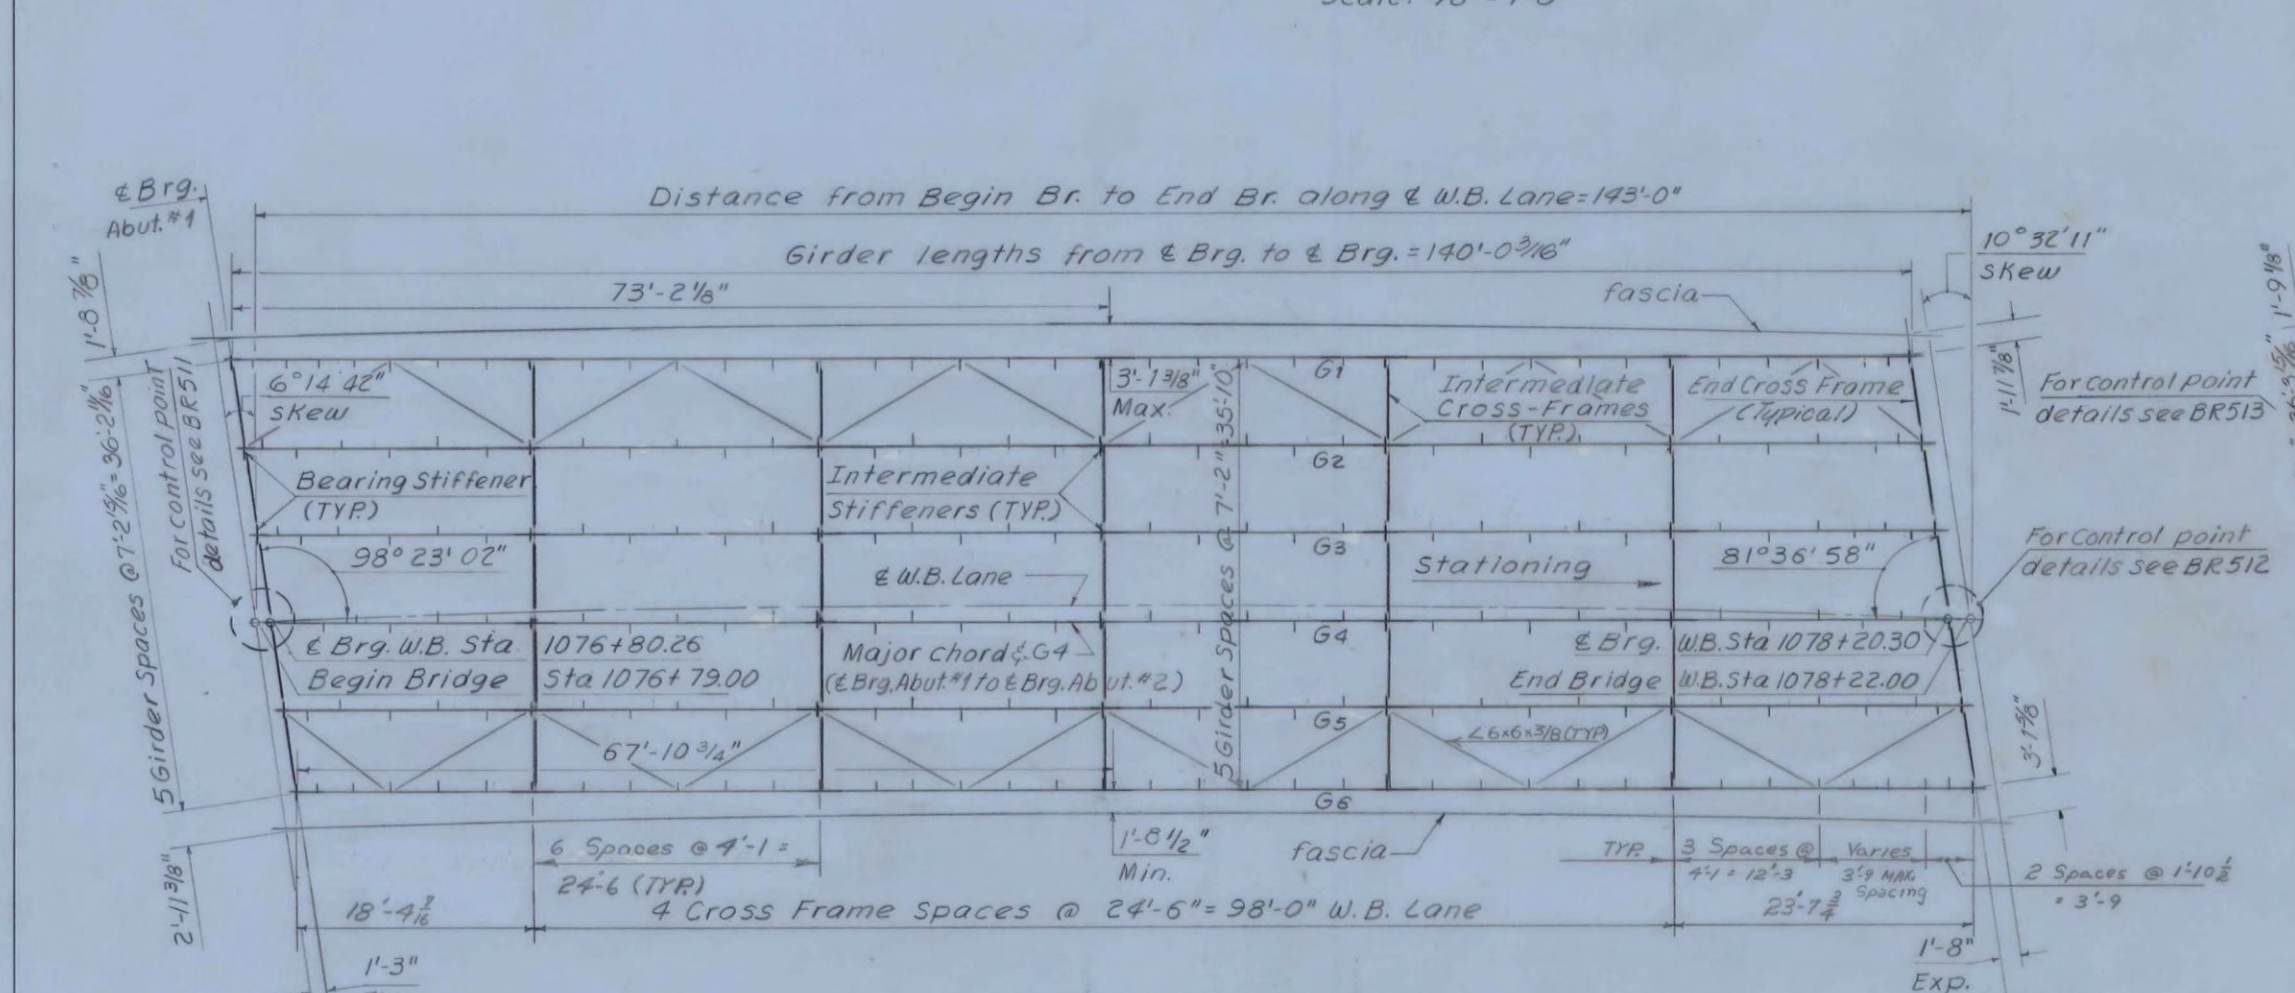 Distance from Begin Br. to End Br. along ℄ W.B. Lane=143'-0"
Girder lengths from ℄ Brg. to ℄ Brg.=140'-0 3/16"
73'-2 1/8"
℄ Brg.
Abut.#1
1'-8 7/8"
10°32'11"
Skew
fascia
1'-9 1/8"
1'-11 7/8"
For control point
details see BR513
6°14'42"
Skew
3'-1 3/8"
Max.
G1
Intermediate
Cross-Frames
(TYP.)
End Cross Frame
(Typical)
For control point
details see BR511
5 Girder Spaces @ 7'-2 15/16"=36'-2 11/16"
5 Girder Spaces @ 7'-2"=35'-10"
G2
Bearing Stiffener
(TYP.)
Intermediate
Stiffeners (TYP.)
G3
98°23'02"
℄ W.B. Lane
Stationing
81°36'58"
For Control point
details see BR512
℄ Brg. W.B. Sta 1076+80.26
Begin Bridge Sta 1076+79.00
Major chord & G4
(℄ Brg. Abut.#1 to ℄ Brg. Abut.#2)
G4
℄ Brg. W.B. Sta 1078+20.30
End Bridge W.B. Sta 1078+22.00
G5
∠6x6x3/8 (TYP)
67'-10 3/4"
3'-1 5/8"
G6
2'-11 3/8"
6 Spaces @ 4'-1 =
24'-6 (TYP.)
1'-8 1/2"
Min.
fascia
TYP.
3 Spaces @
4'-1 = 12'-3
Varies
3'-9 MAX.
Spacing
2 Spaces @ 1'-10 1/2
= 3'-9
18'-4 7/16
4 Cross Frame Spaces @ 24'-6"=98'-0" W.B. Lane
23'-7 3/4
1'-3"
1'-8"
Exp.